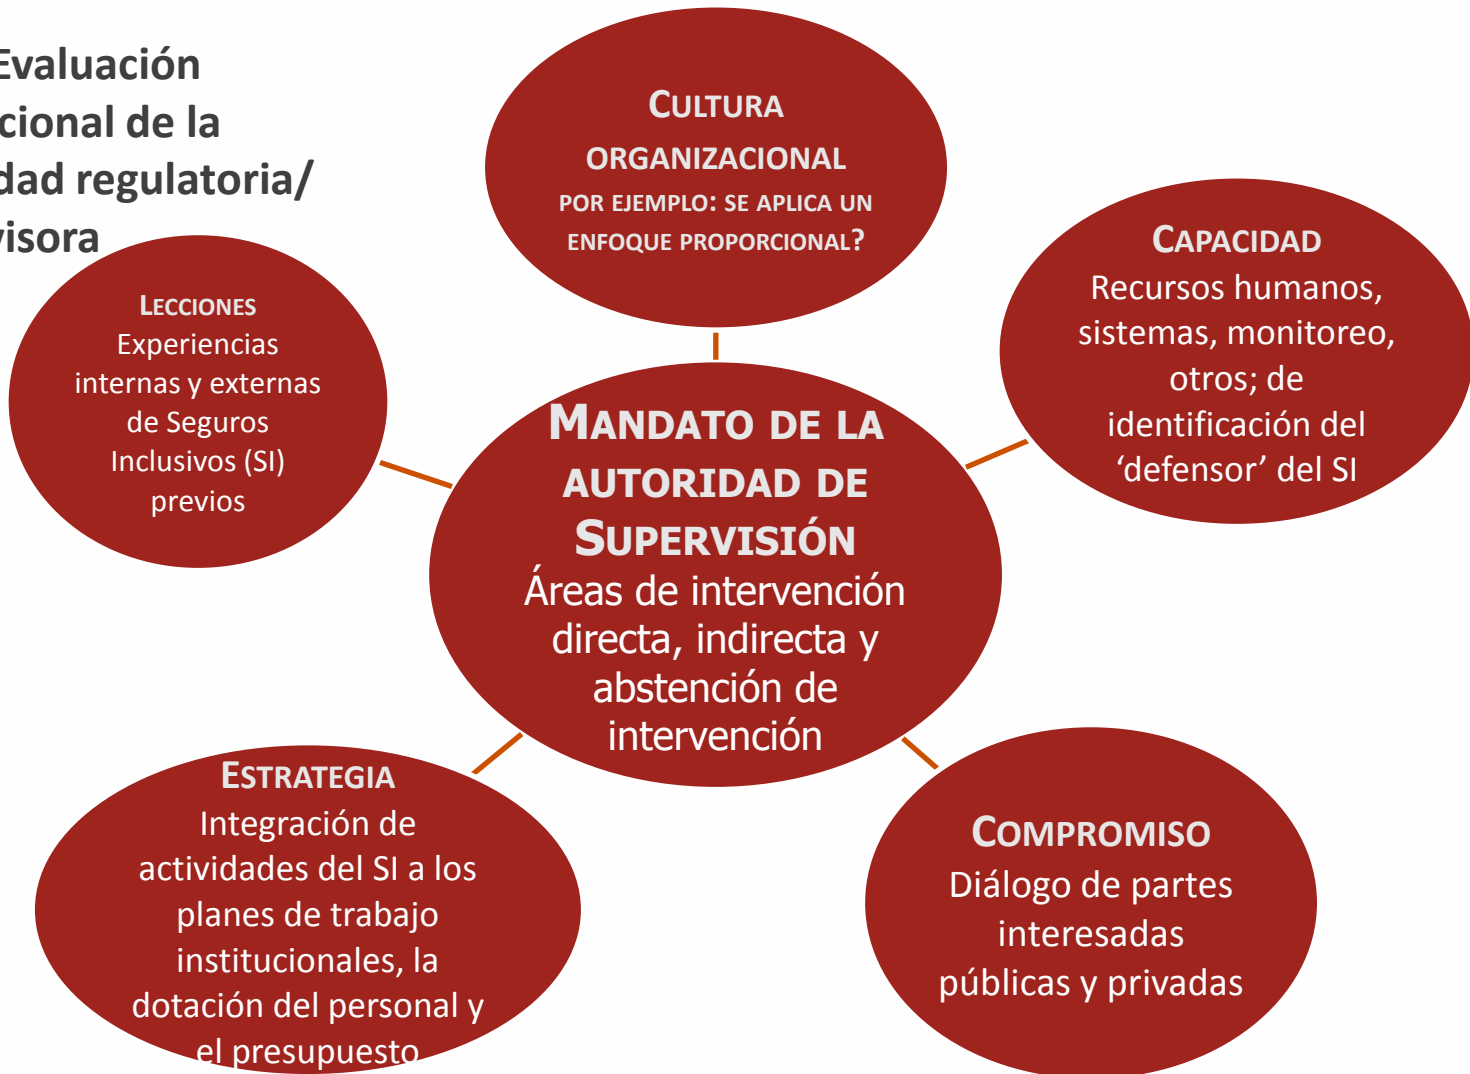 Evaluación
cional de la
dad regulatoria/
visora
CULTURA
ORGANIZACIONAL
POR EJEMPLO: SE APLICA UN
ENFOQUE PROPORCIONAL?
CAPACIDAD
Recursos humanos,
sistemas, monitoreo,
otros; de
identificación del
‘defensor’ del SI
LECCIONES
Experiencias
internas y externas
de Seguros
Inclusivos (SI)
previos
MANDATO DE LA
AUTORIDAD DE
SUPERVISIÓN
Áreas de intervención
directa, indirecta y
abstención de
intervención
ESTRATEGIA
Integración de
actividades del SI a los
planes de trabajo
institucionales, la
dotación del personal y
el presupuesto
COMPROMISO
Diálogo de partes
interesadas
públicas y privadas